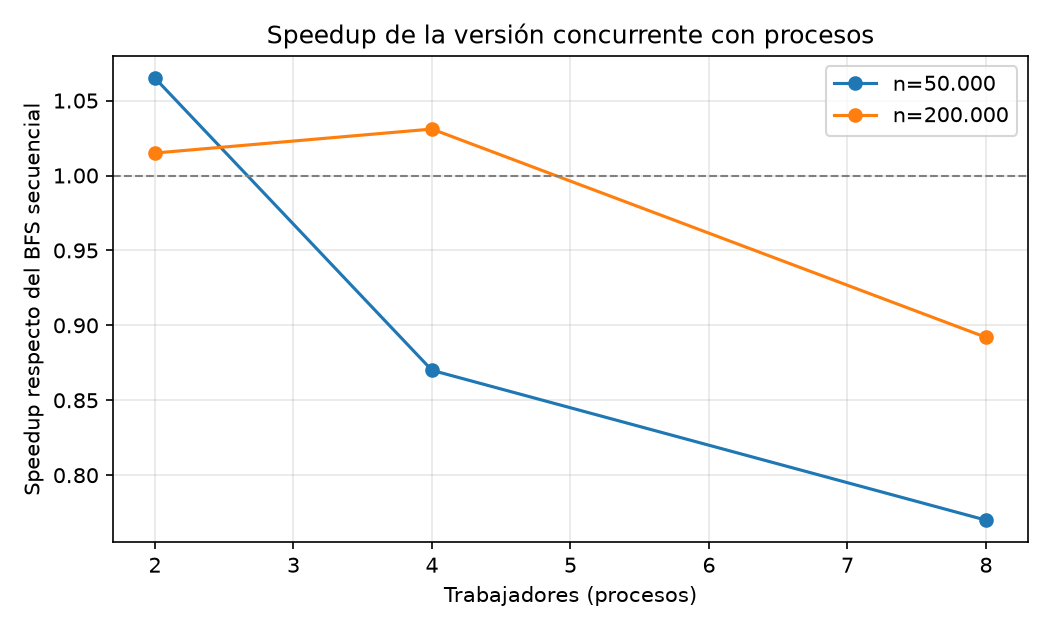 Speedup de la versión concurrente con procesos
n=50.000
n=200.000
Speedup respecto del BFS secuencial
1.05
1.00
0.95
0.90
0.85
0.80
2 3 4 5 6 7 8
Trabajadores (procesos)